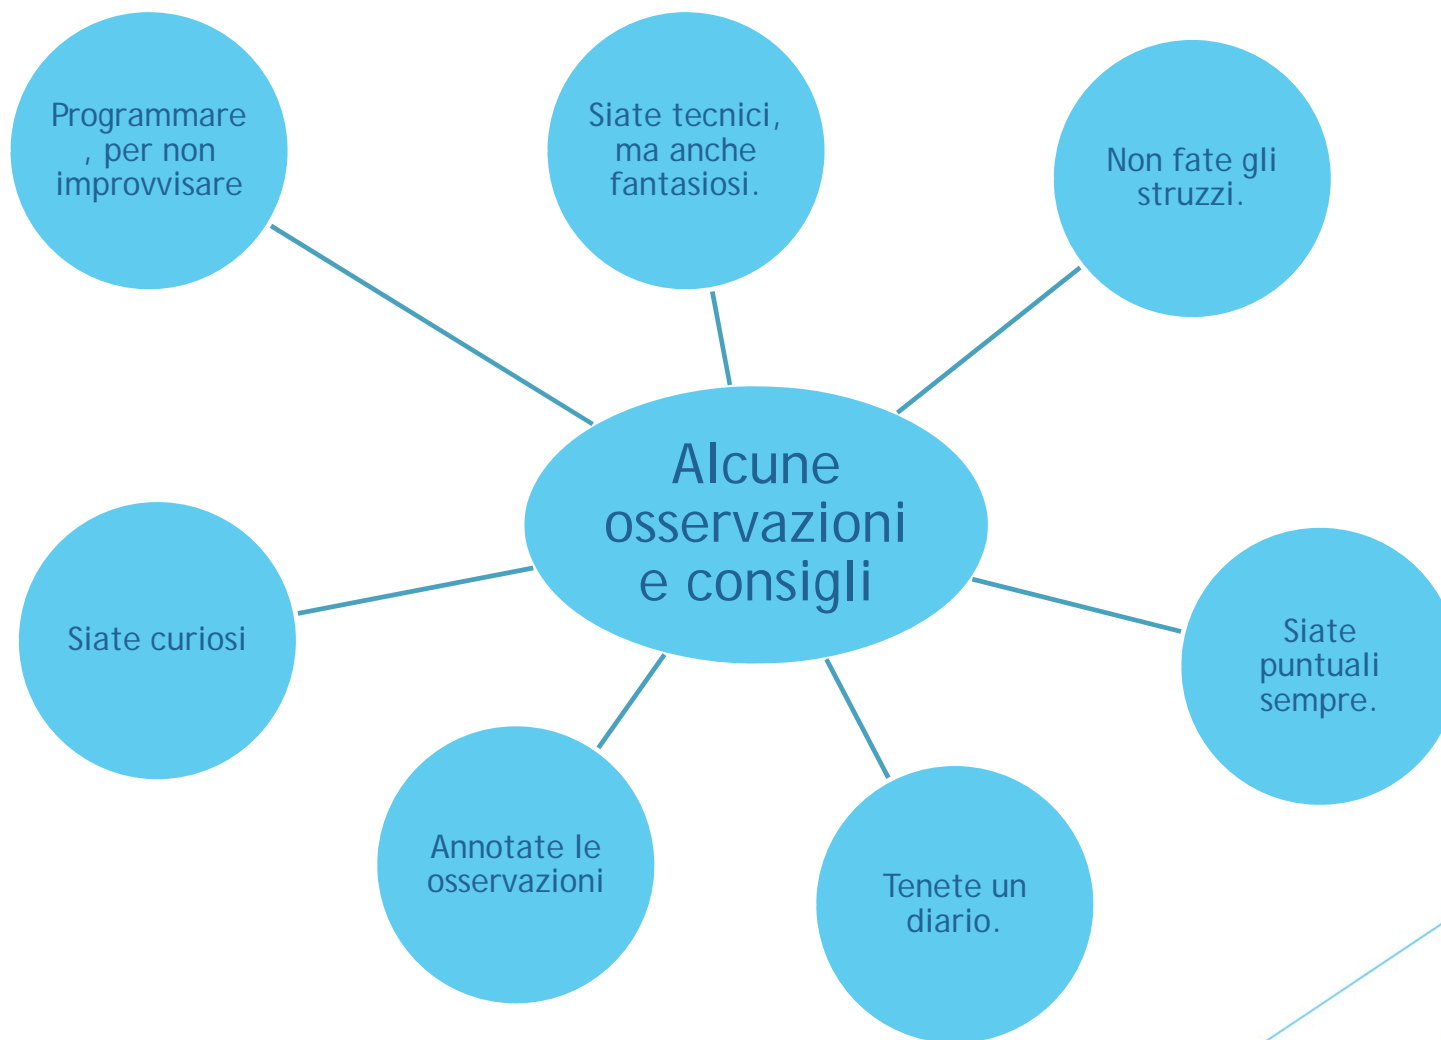 Programmare
, per non
improvvisare
Siate tecnici,
ma anche
fantasiosi.
Non fate gli
struzzi.
Alcune
osservazioni
e consigli
Siate curiosi
Siate
puntuali
sempre.
Annotate le
osservazioni
Tenete un
diario.